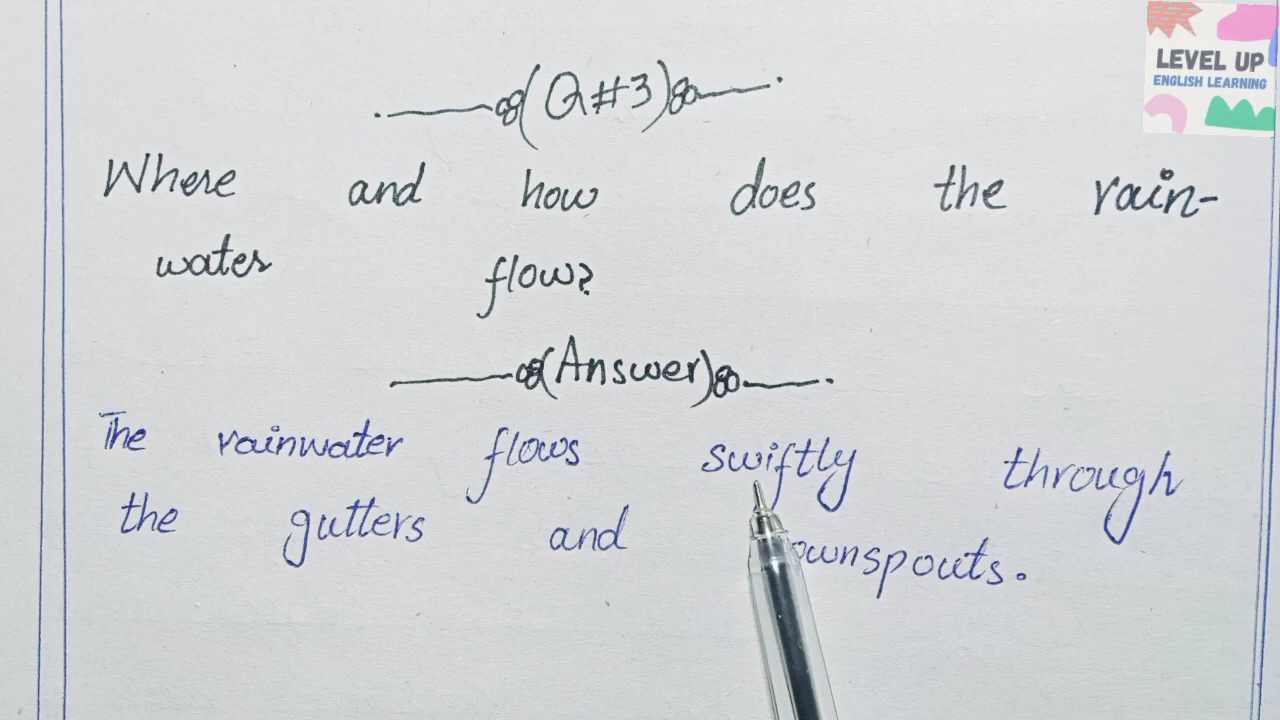 LEVEL UP
ENGLISH LEARNING
(Q#3)
Where and how does the rain-
water flow?
(Answer)
The rainwater flows swiftly through
the gutters and ownspouts.